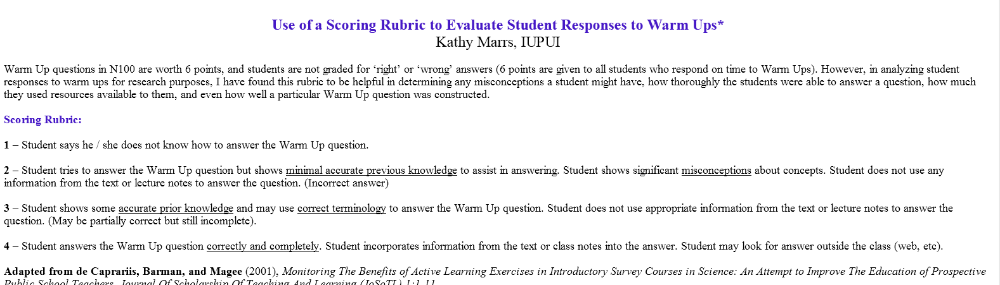 Use of a Scoring Rubric to Evaluate Student Responses to Warm Ups*
Kathy Marrs, IUPUI
Warm Up questions in N100 are worth 6 points, and students are not graded for ‘right’ or ‘wrong’ answers (6 points are given to all students who respond on time to Warm Ups). However, in analyzing student
responses to warm ups for research purposes, I have found this rubric to be helpful in determining any misconceptions a student might have, how thoroughly the students were able to answer a question, how much
they used resources available to them, and even how well a particular Warm Up question was constructed.
Scoring Rubric:
1 – Student says he / she does not know how to answer the Warm Up question.
2 – Student tries to answer the Warm Up question but shows minimal accurate previous knowledge to assist in answering. Student shows significant misconceptions about concepts. Student does not use any
information from the text or lecture notes to answer the question. (Incorrect answer)
3 – Student shows some accurate prior knowledge and may use correct terminology to answer the Warm Up question. Student does not use appropriate information from the text or lecture notes to answer the
question. (May be partially correct but still incomplete).
4 – Student answers the Warm Up question correctly and completely. Student incorporates information from the text or class notes into the answer. Student may look for answer outside the class (web, etc).
Adapted from de Caprariis, Barman, and Magee (2001), Monitoring The Benefits of Active Learning Exercises in Introductory Survey Courses in Science: An Attempt to Improve The Education of Prospective
Public School Teachers, Journal Of Scholarship Of Teaching And Learning (JoSoTL) 1:1-11